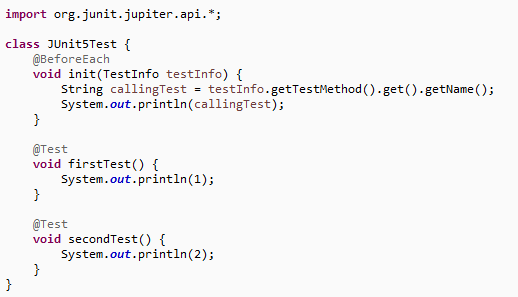 import org.junit.jupiter.api.*;
class JUnit5Test {
@BeforeEach
void init(TestInfo testInfo) {
String callingTest = testInfo.getTestMethod().get().getName();
System.out.println(callingTest);
}
@Test
void firstTest() {
System.out.println(1);
}
@Test
void secondTest() {
System.out.println(2);
}
}